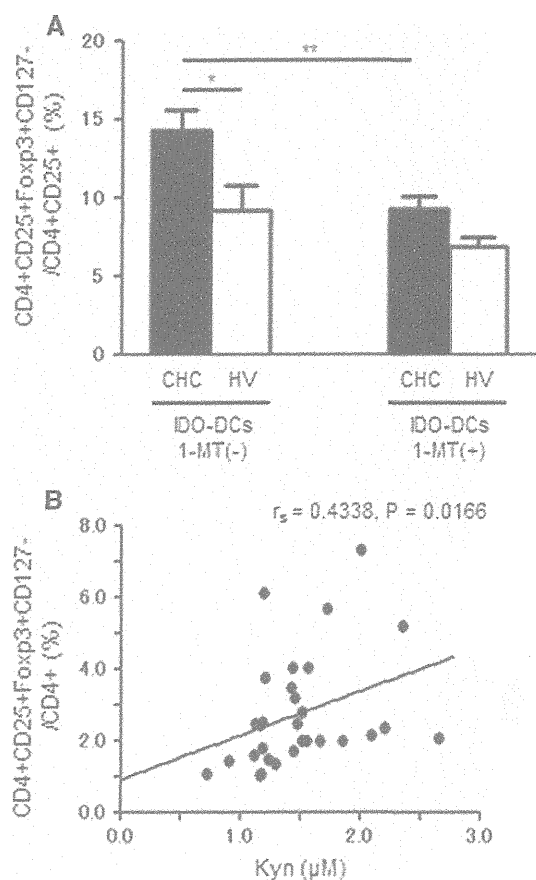 A
CD4+CD25+Foxp3+CD127-
/CD4+CD25+ (%)
20
15
10
5
0
**
*
CHC HV CHC HV
IDO-DCs IDO-DCs
1-MT(-) 1-MT(+)
B
CD4+CD25+Foxp3+CD127-
/CD4+ (%)
rs = 0.4338, P = 0.0166
8.0
6.0
4.0
2.0
0.0
0.0 1.0 2.0 3.0
Kyn (µM)